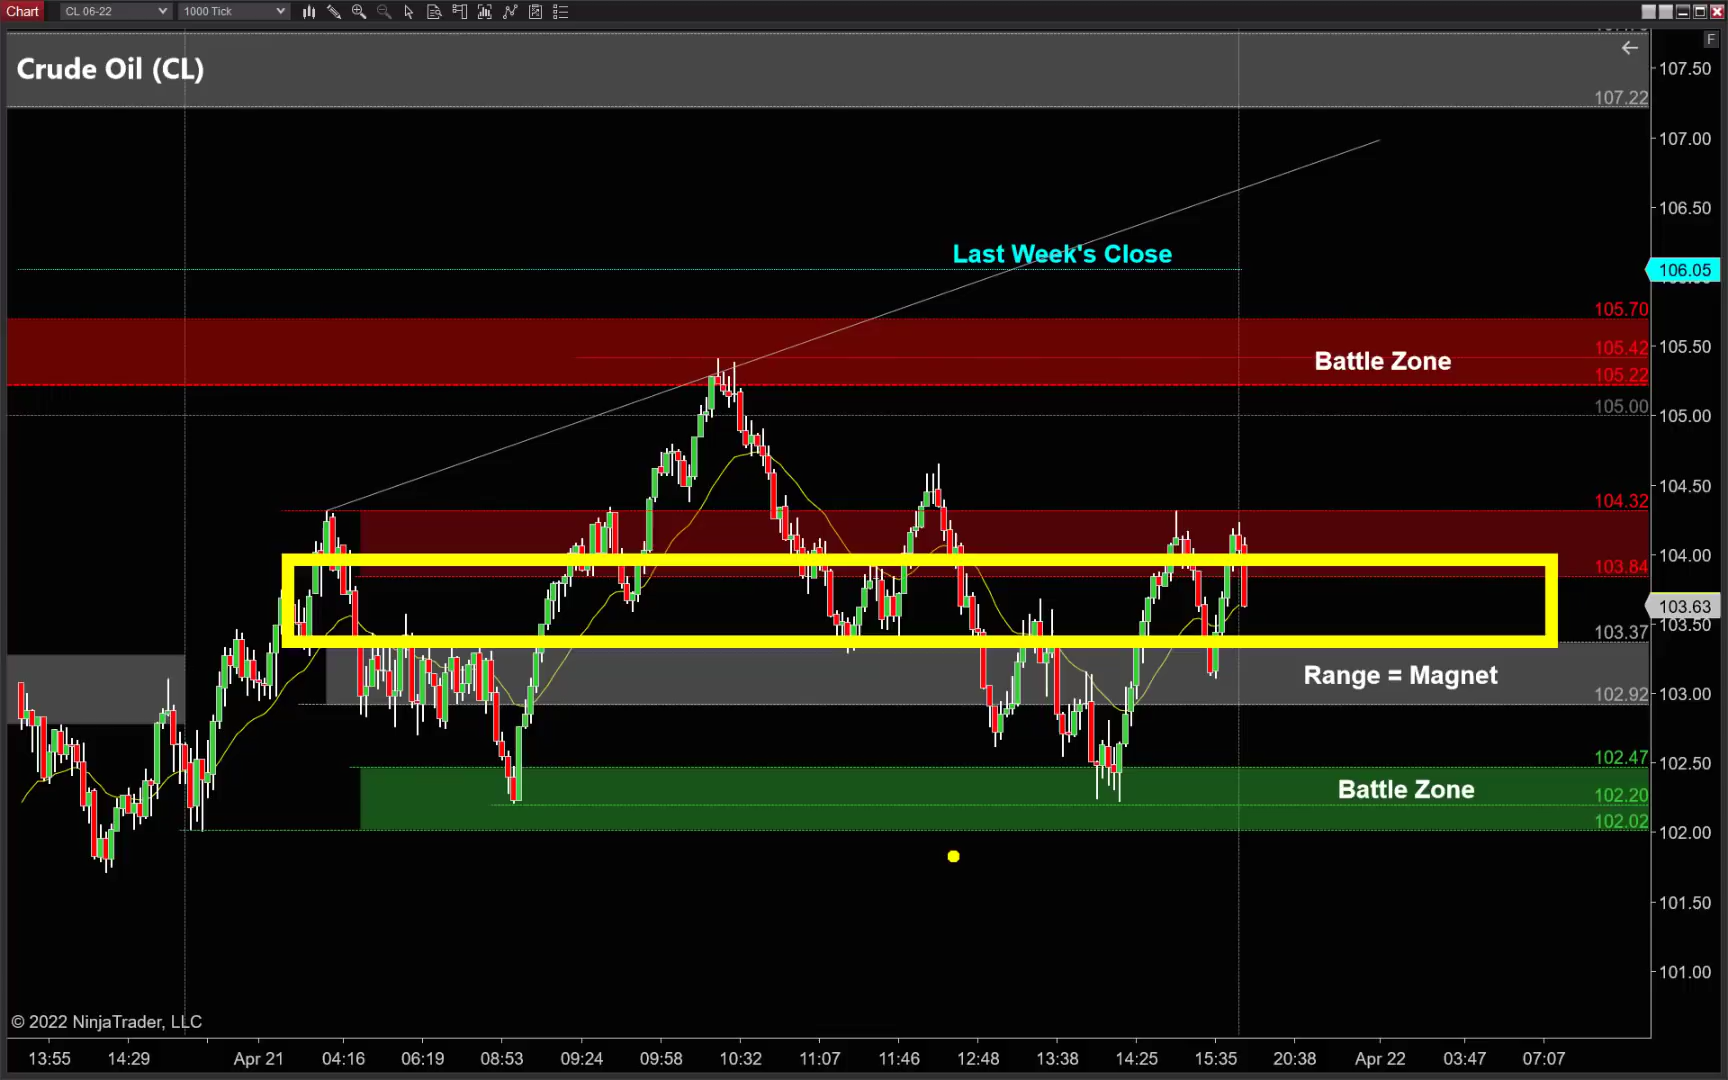 Chart
CL 06-22
1000 Tick
F
Crude Oil (CL)
107.50
107.22
107.00
106.50
Last Week's Close
106.05
105.70
105.42
105.50
Battle Zone
105.22
105.00
105.00
104.32
104.50
104.00
103.84
103.63
103.50
103.37
Range = Magnet
102.92
103.00
102.47
102.50
Battle Zone
102.20
102.02
102.00
101.50
101.00
© 2022 NinjaTrader, LLC
13:55 14:29 Apr 21 04:16 06:19 08:53 09:24 09:58 10:32 11:07 11:46 12:48 13:38 14:25 15:35 20:38 Apr 22 03:47 07:07